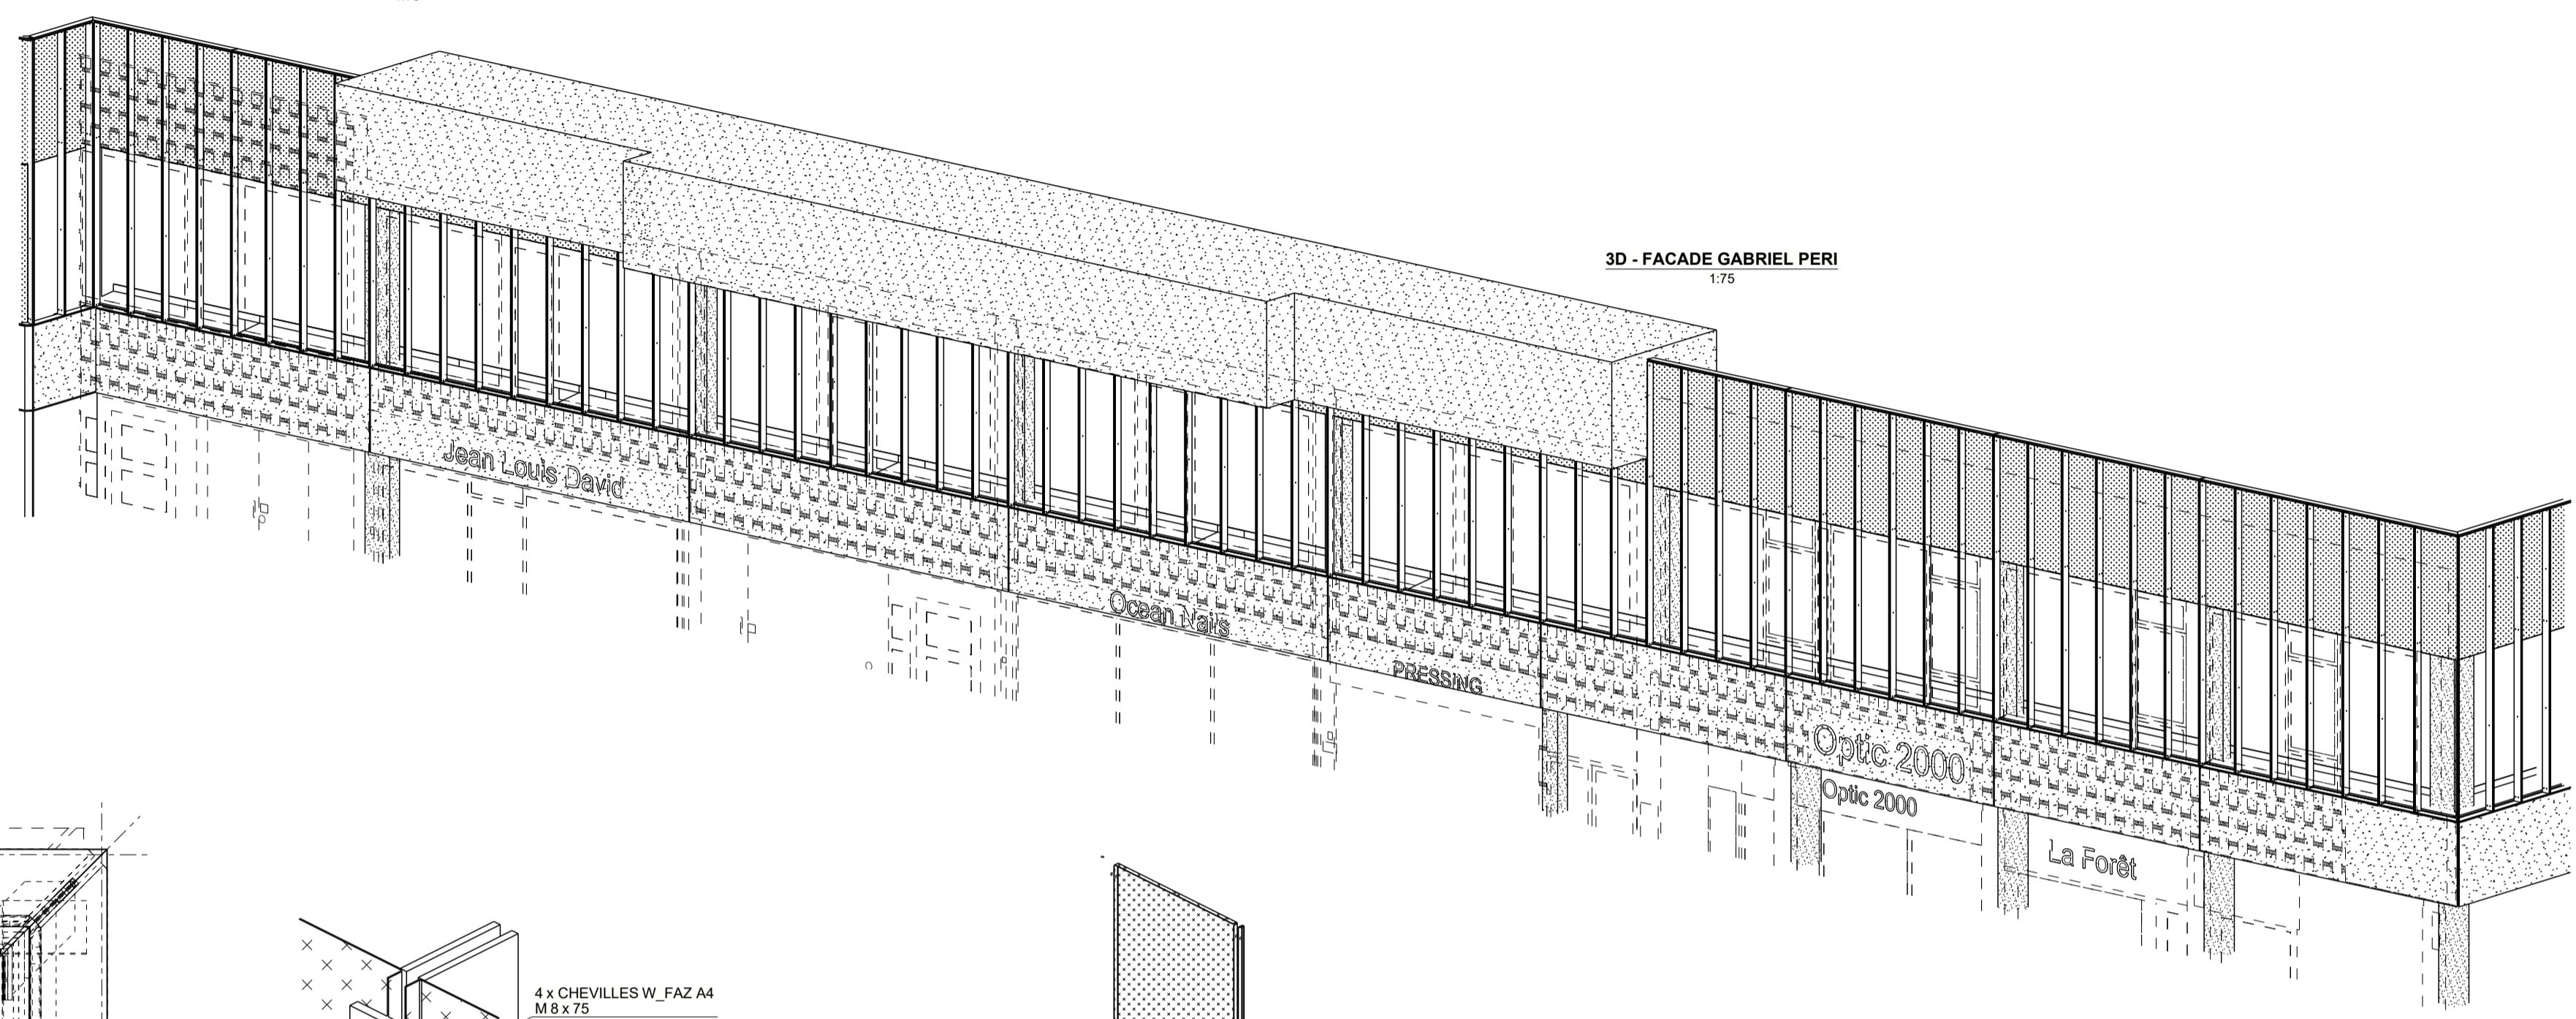 3D - FACADE GABRIEL PERI
1:75
Jean Louis David
Ocean Naïls
PRESSING
Optic 2000
Optic 2000
La Forêt
4 x CHEVILLES W_FAZ A4
M 8 x 75